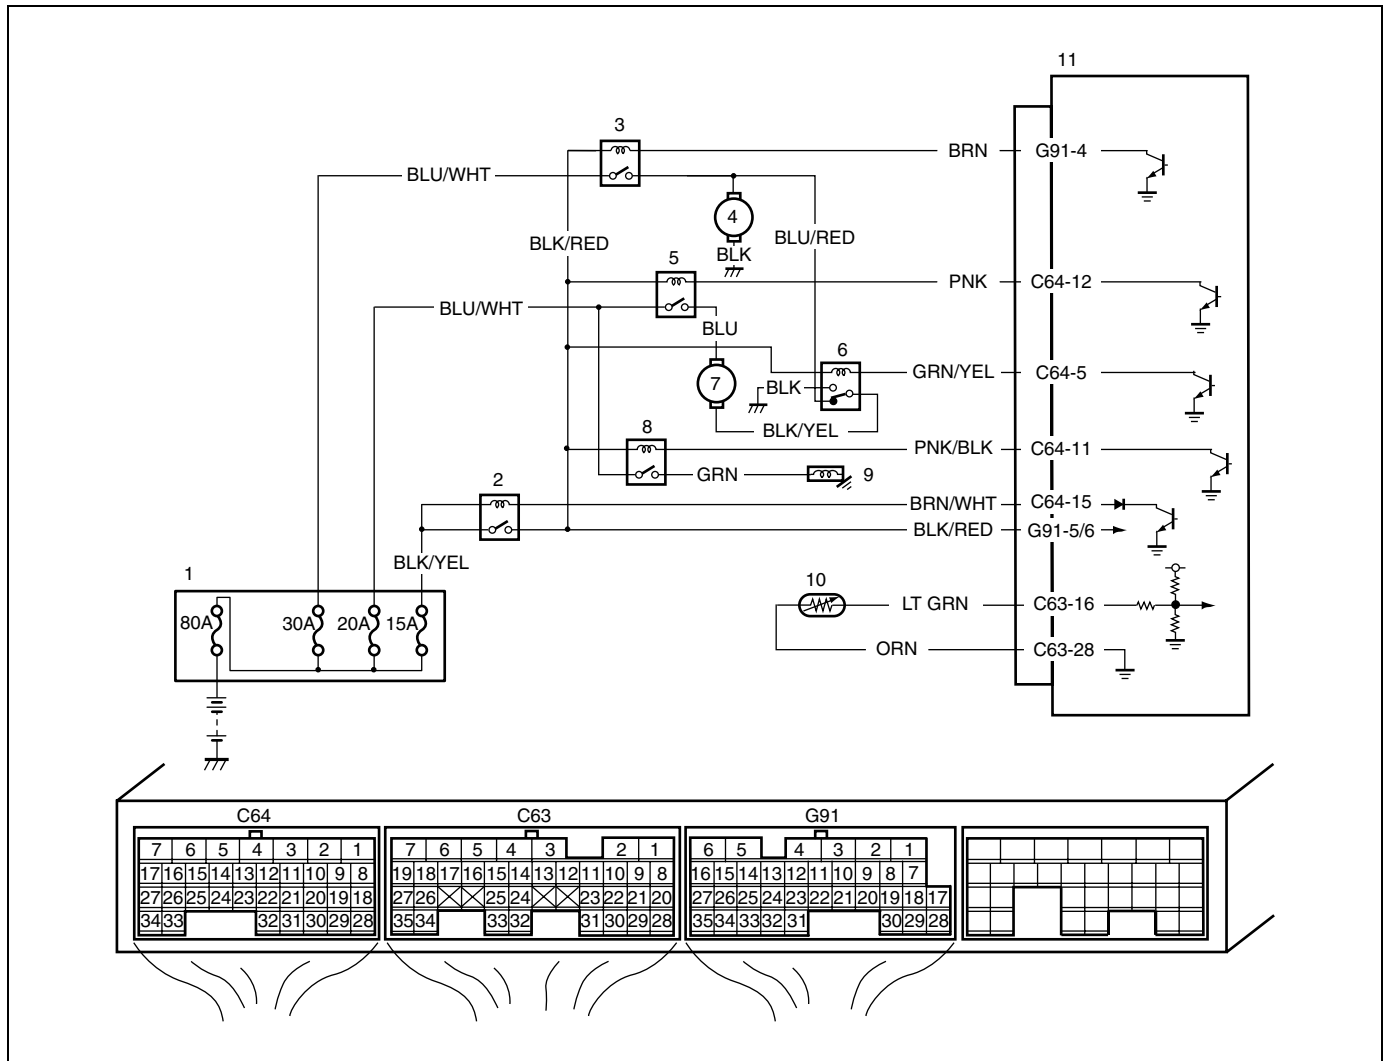 11
3
BRN G91-4
BLU/WHT
4
BLK/RED BLK BLU/RED
5
PNK C64-12
BLU/WHT
BLU
6
7 BLK GRN/YEL C64-5
BLK/YEL
8
PNK/BLK C64-11
GRN 9
2
BRN/WHT C64-15
BLK/RED G91-5/6
BLK/YEL
1
10
80A 30A 20A 15A
LT GRN C63-16
ORN C63-28
C64 C63 G91
7 6 5 4 3 2 1 7 6 5 4 3 2 1 6 5 4 3 2 1
17 16 15 14 13 12 11 10 9 8 19 18 17 16 15 14 13 12 11 10 9 8 16 15 14 13 12 11 10 9 8 7
27 26 25 24 23 22 21 20 19 18 27 26 25 24 23 22 21 20 27 26 25 24 23 22 21 20 19 18 17
34 33 32 31 30 29 28 35 34 33 32 31 30 29 28 35 34 33 32 31 30 29 28